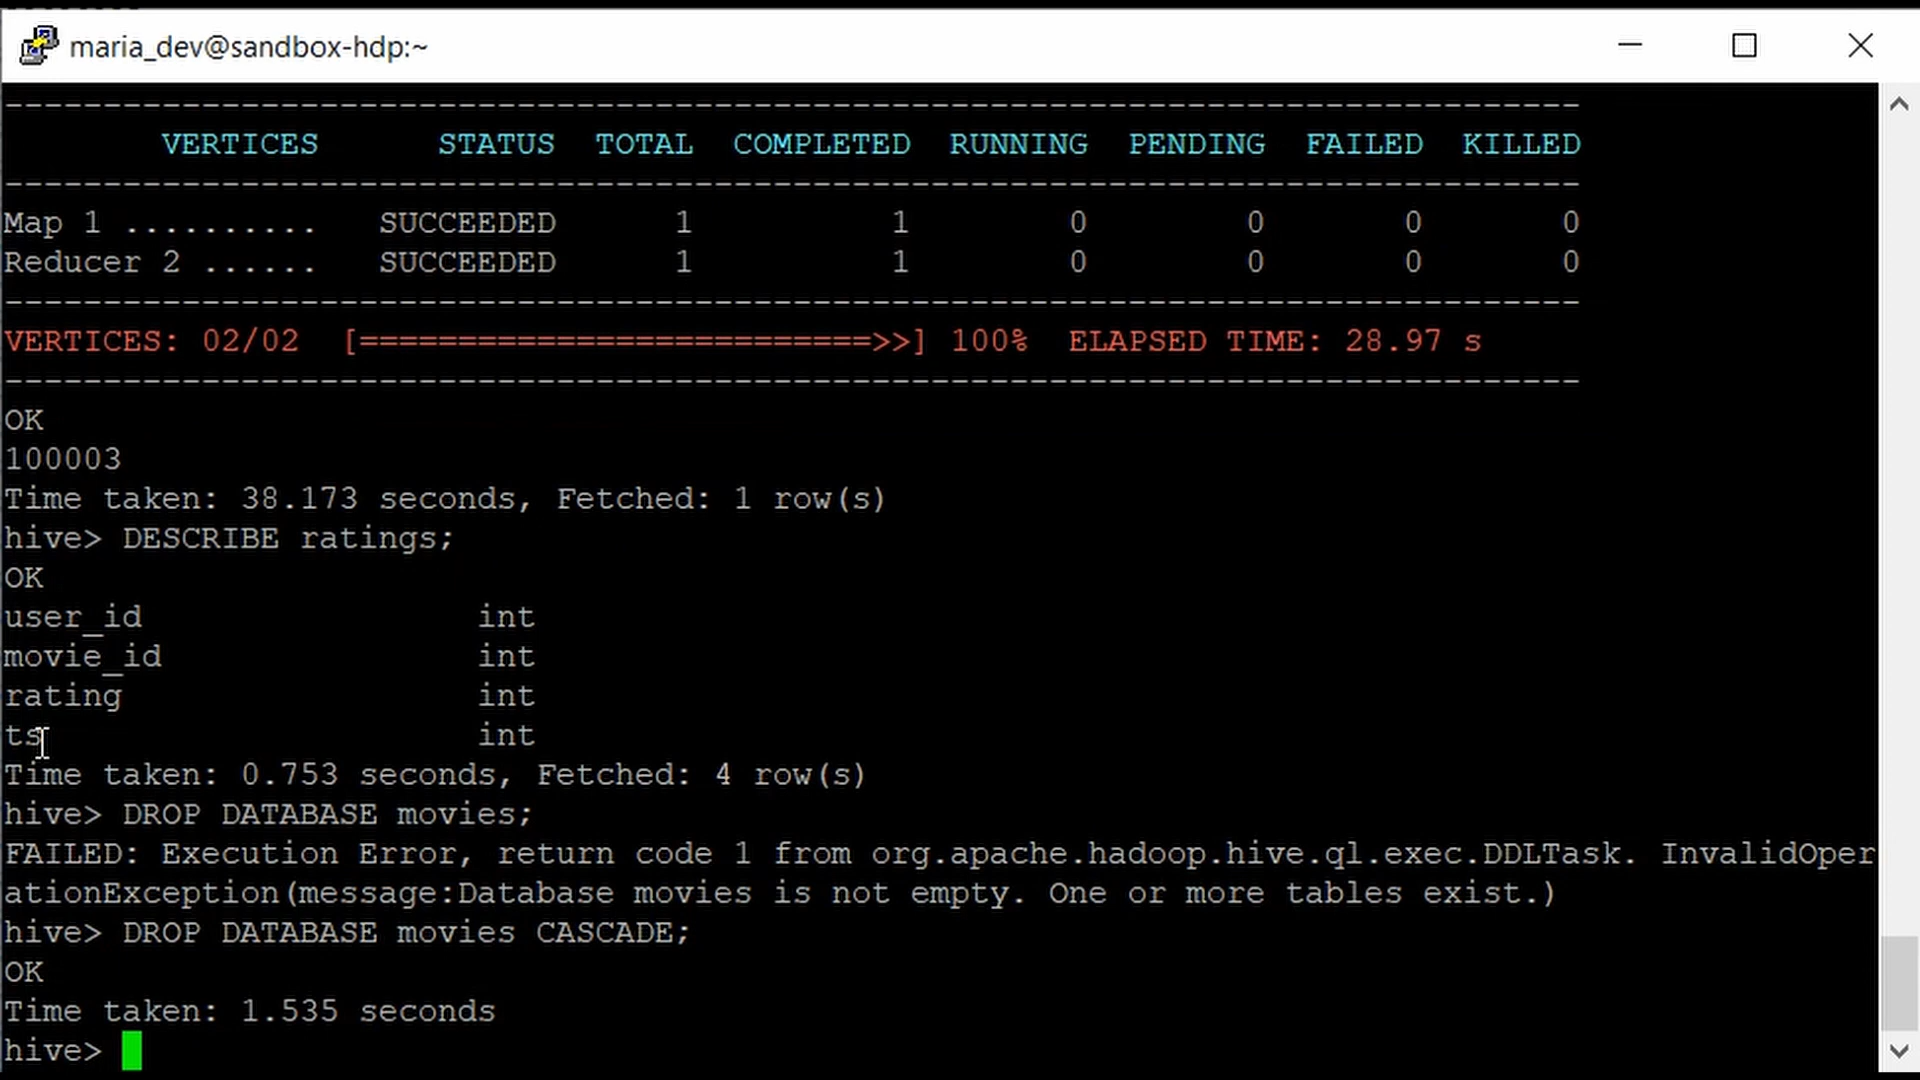 maria_dev@sandbox-hdp:~
--------------------------------------------------------------------------------
VERTICES STATUS TOTAL COMPLETED RUNNING PENDING FAILED KILLED
--------------------------------------------------------------------------------
Map 1 .......... SUCCEEDED 1 1 0 0 0 0
Reducer 2 ...... SUCCEEDED 1 1 0 0 0 0
--------------------------------------------------------------------------------
VERTICES: 02/02 [==========================>>] 100% ELAPSED TIME: 28.97 s
--------------------------------------------------------------------------------
OK
100003
Time taken: 38.173 seconds, Fetched: 1 row(s)
hive> DESCRIBE ratings;
OK
user_id int
movie_id int
rating int
ts int
Time taken: 0.753 seconds, Fetched: 4 row(s)
hive> DROP DATABASE movies;
FAILED: Execution Error, return code 1 from org.apache.hadoop.hive.ql.exec.DDLTask. InvalidOper
ationException(message:Database movies is not empty. One or more tables exist.)
hive> DROP DATABASE movies CASCADE;
OK
Time taken: 1.535 seconds
hive>